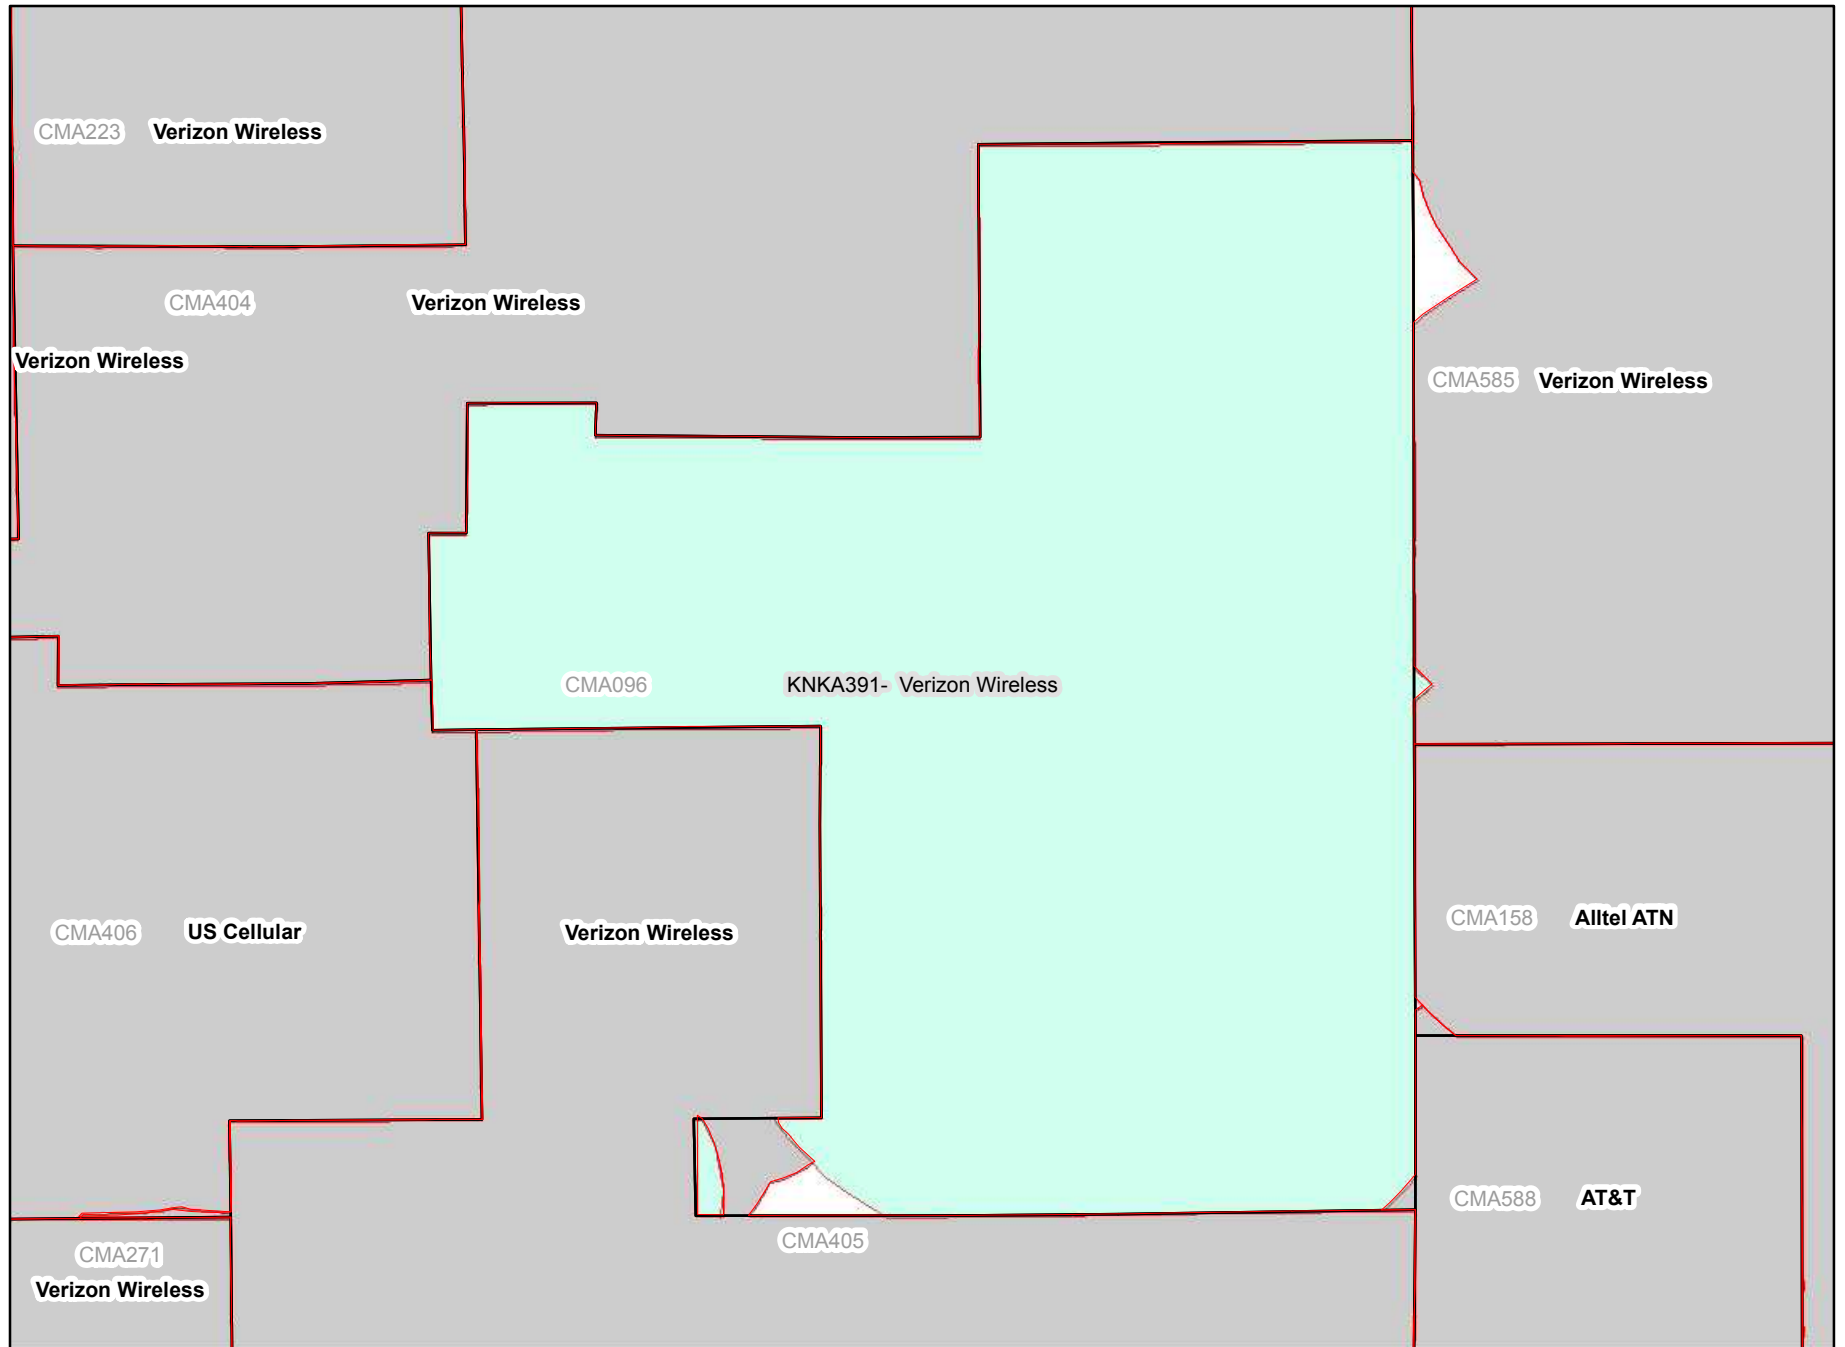 CMA223 Verizon Wireless
CMA404 Verizon Wireless
Verizon Wireless
CMA585 Verizon Wireless
CMA096 KNKA391- Verizon Wireless
CMA406 US Cellular
Verizon Wireless
CMA158 Alltel ATN
CMA588 AT&T
CMA405
CMA271
Verizon Wireless